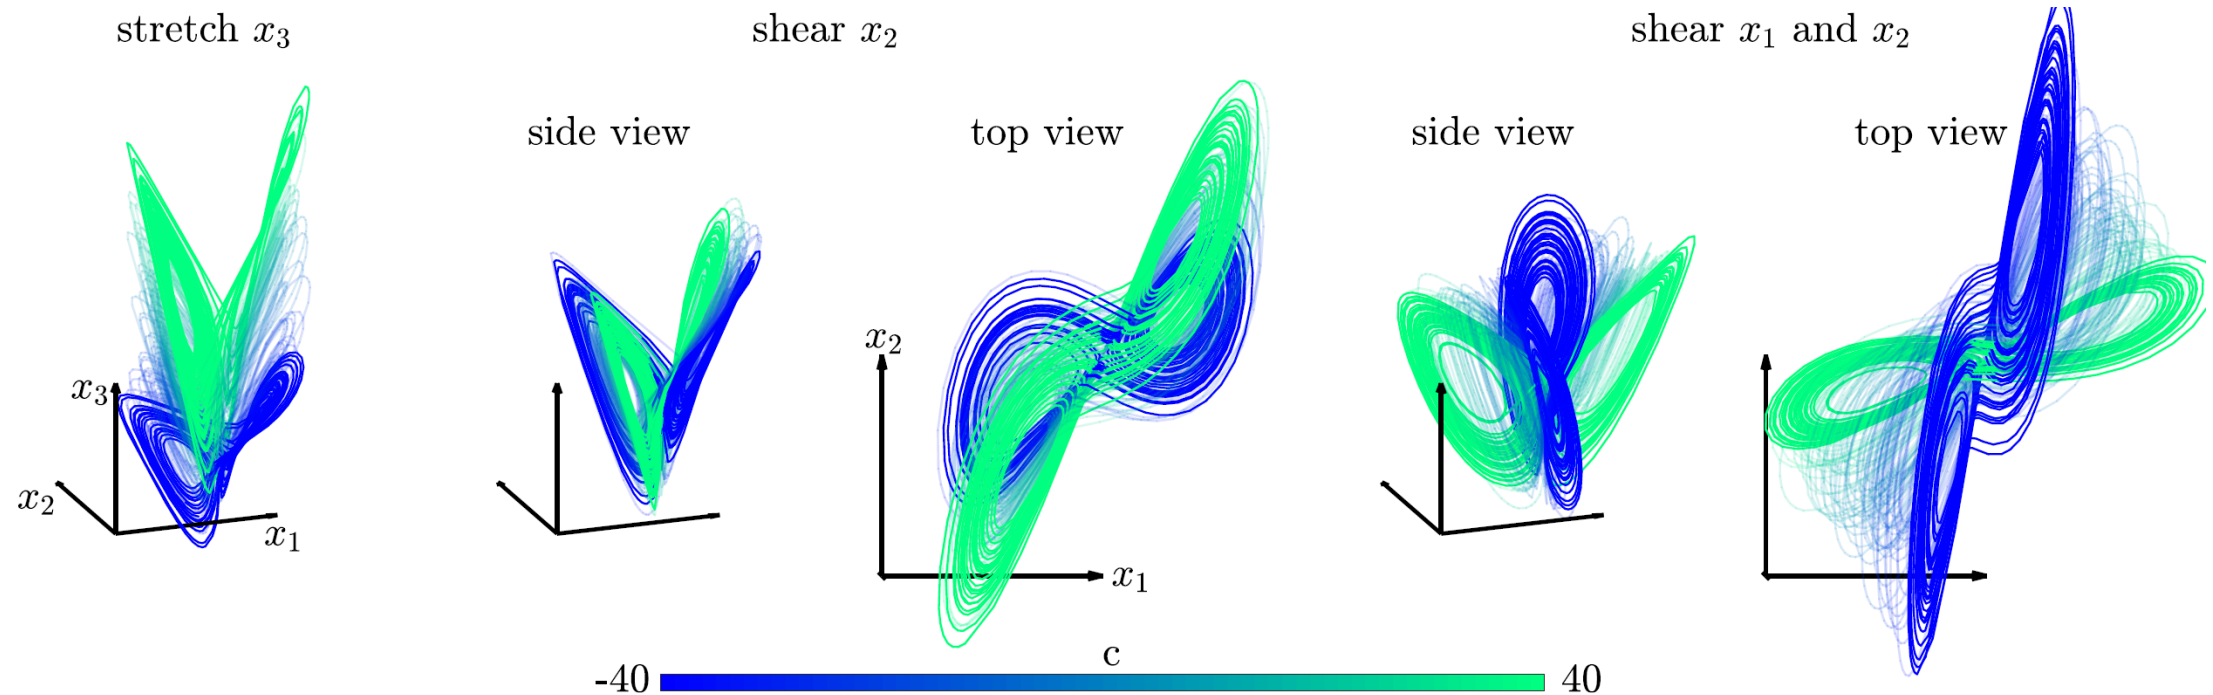 stretch x₃
shear x₂
shear x₁ and x₂
side view
top view
side view
top view
x₃
x₂
x₁
x₂
x₁
c
-40
40